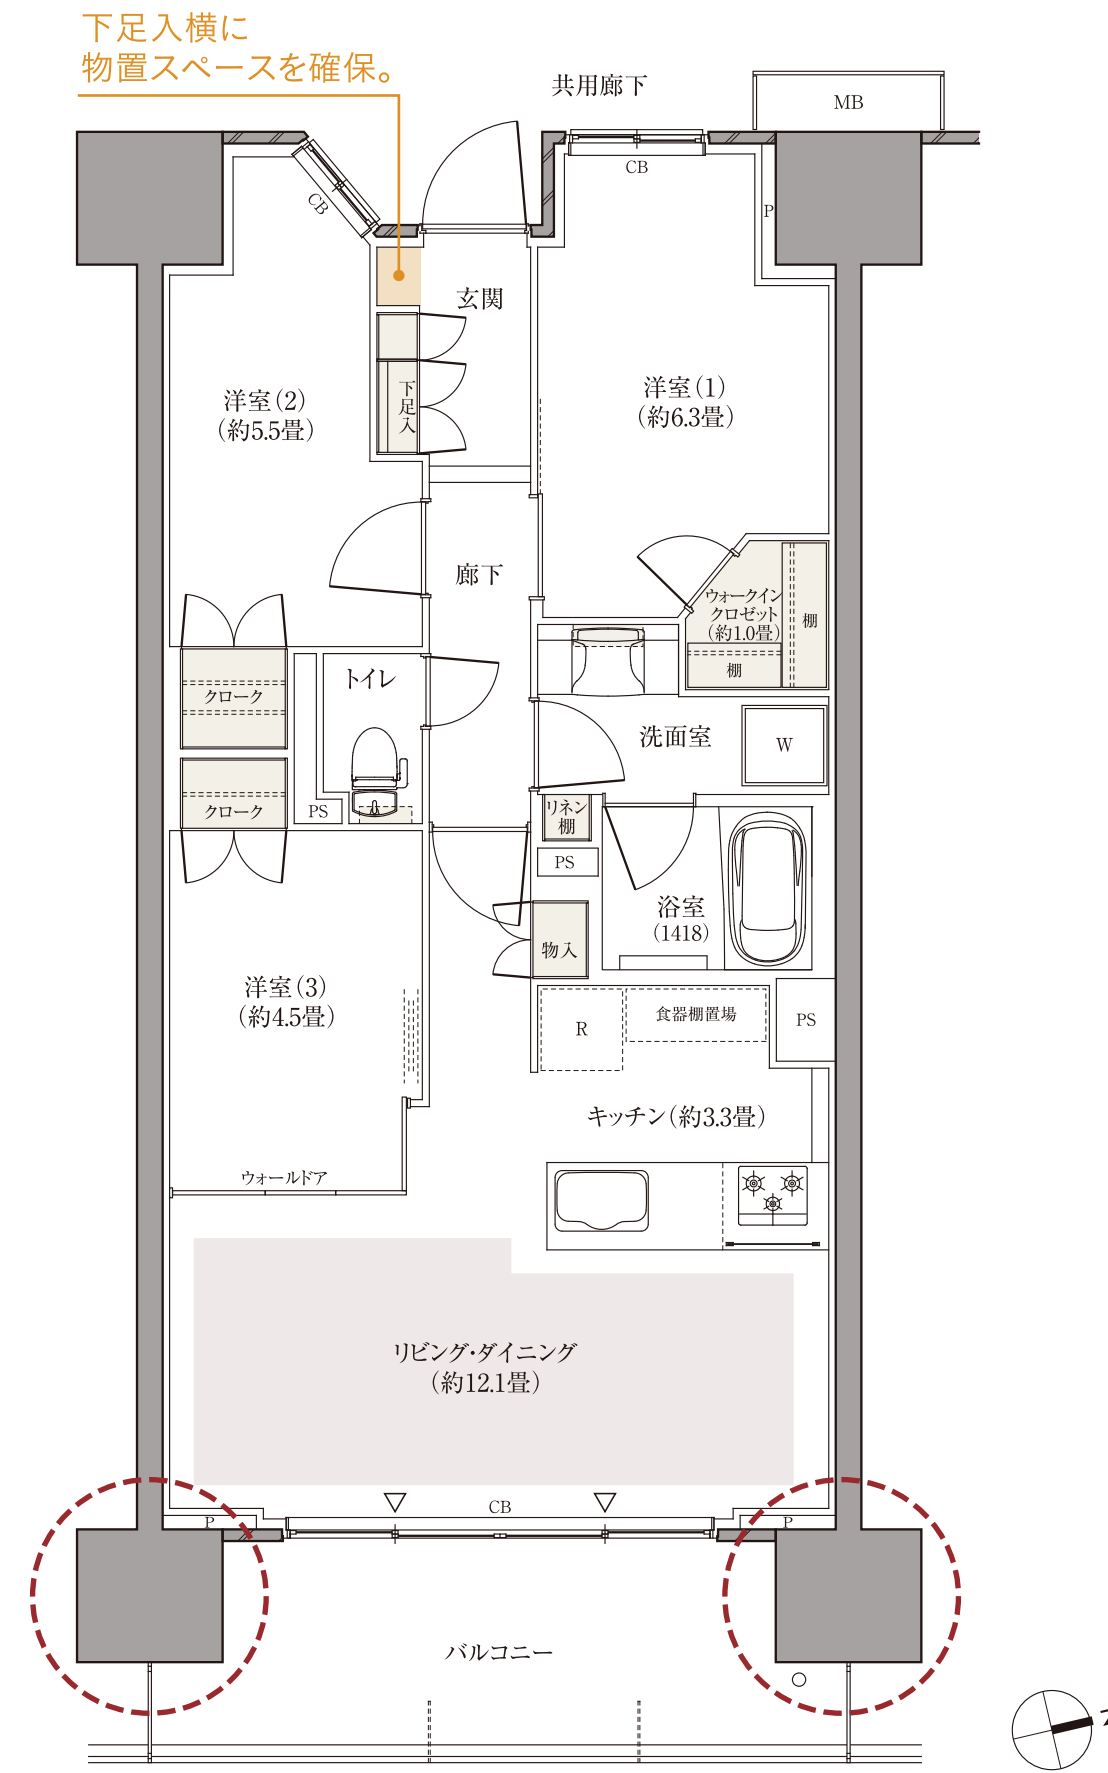 下足入横に
物置スペースを確保。
共用廊下
MB
CB
CB
P
玄関
下足入
洋室(2)
(約5.5畳)
洋室(1)
(約6.3畳)
廊下
ウォークイン
クロゼット
(約1.0畳)
棚
棚
トイレ
クローク
洗面室
W
クローク
PS
リネン
棚
PS
浴室
(1418)
物入
洋室(3)
(約4.5畳)
R
食器棚置場
PS
キッチン(約3.3畳)
ウォールドア
リビング・ダイニング
(約12.1畳)
CB
P
P
バルコニー